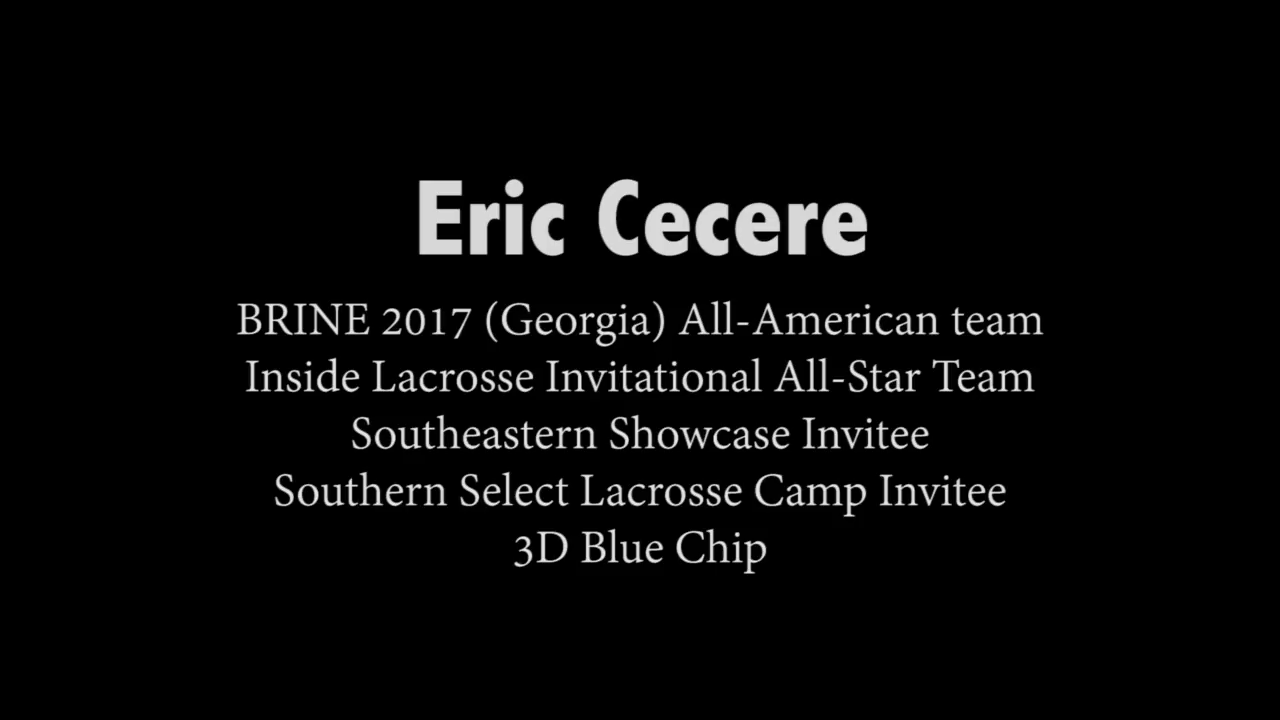 Eric Cecere
BRINE 2017 (Georgia) All-American team
Inside Lacrosse Invitational All-Star Team
Southeastern Showcase Invitee
Southern Select Lacrosse Camp Invitee
3D Blue Chip